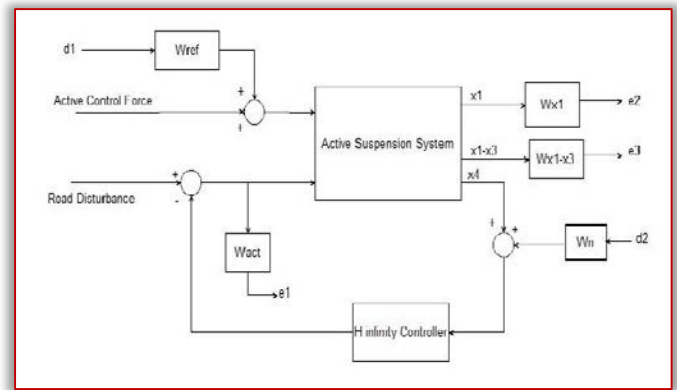 d1
Wref
+
Active Control Force
+
x1
Wx1
e2
Active Suspension System
x1-x3
Wx1-x3
e3
x4
+
Road Disturbance
-
+
+
Wn
d2
Wact
e1
H infinity Controller